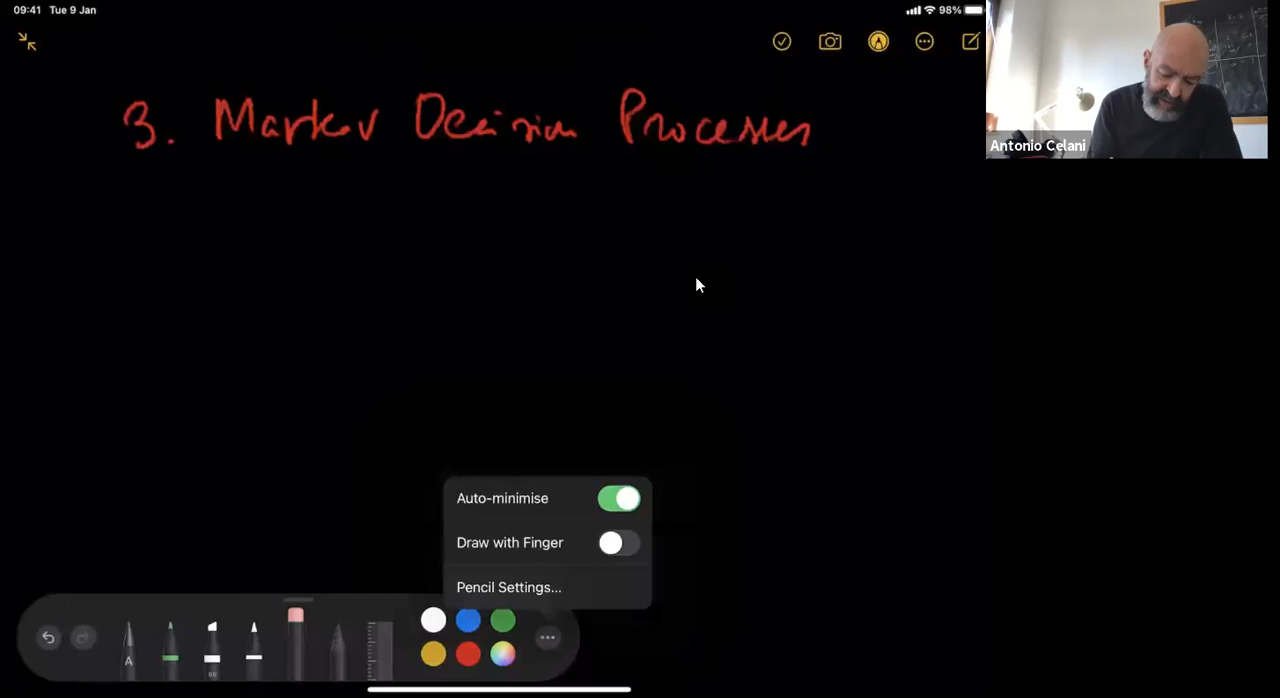 09:41 Tue 9 Jan
98%
3. Markov Decision Processes
Antonio Celani
Auto-minimise
Draw with Finger
Pencil Settings...
A